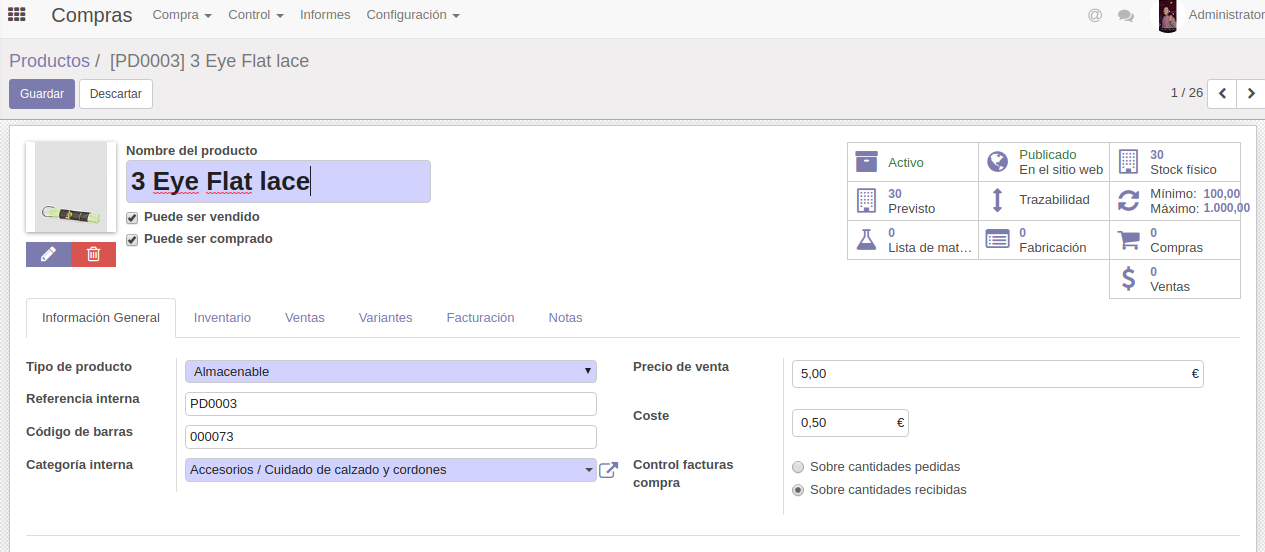 Compras Compra Control Informes Configuración @ Administrator
Productos / [PD0003] 3 Eye Flat lace
Guardar Descartar 1 / 26
Nombre del producto
3 Eye Flat lace
Puede ser vendido
Puede ser comprado
Activo
Publicado
En el sitio web
30
Stock físico
30
Previsto
Trazabilidad
Mínimo: 100,00
Máximo: 1.000,00
0
Lista de mat…
0
Fabricación
0
Compras
0
Ventas
Información General Inventario Ventas Variantes Facturación Notas
Tipo de producto Almacenable
Referencia interna PD0003
Código de barras 000073
Categoría interna Accesorios / Cuidado de calzado y cordones
Precio de venta 5,00 €
Coste 0,50 €
Control facturas
compra
Sobre cantidades pedidas
Sobre cantidades recibidas